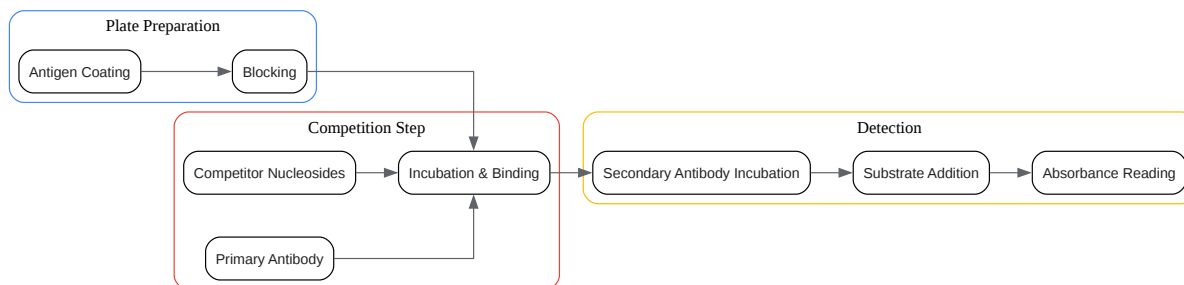 Plate Preparation
Antigen Coating
Blocking
Competition Step
Competitor Nucleosides
Incubation & Binding
Primary Antibody
Detection
Secondary Antibody Incubation
Substrate Addition
Absorbance Reading